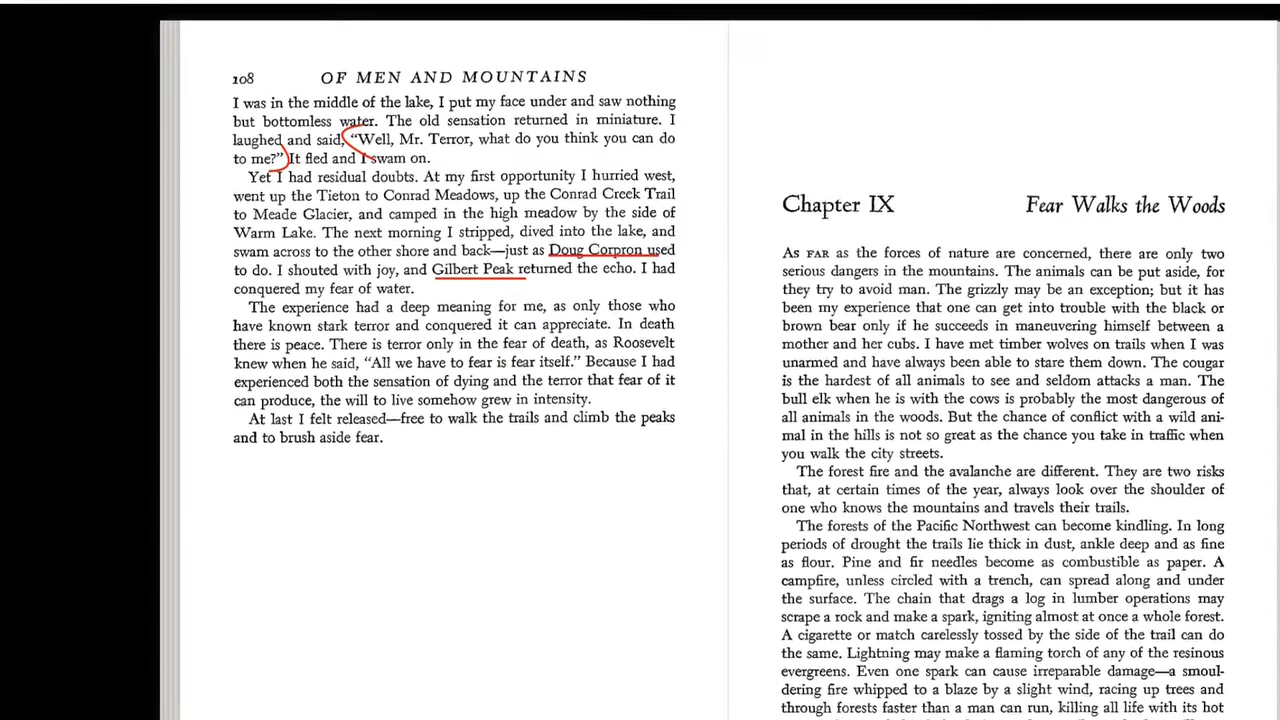 108 OF MEN AND MOUNTAINS
I was in the middle of the lake, I put my face under and saw nothing
but bottomless water. The old sensation returned in miniature. I
laughed and said, “Well, Mr. Terror, what do you think you can do
to me?” It fled and I swam on.
Yet I had residual doubts. At my first opportunity I hurried west,
went up the Tieton to Conrad Meadows, up the Conrad Creek Trail
to Meade Glacier, and camped in the high meadow by the side of
Warm Lake. The next morning I stripped, dived into the lake, and
swam across to the other shore and back—just as Doug Corpron used
to do. I shouted with joy, and Gilbert Peak returned the echo. I had
conquered my fear of water.
The experience had a deep meaning for me, as only those who
have known stark terror and conquered it can appreciate. In death
there is peace. There is terror only in the fear of death, as Roosevelt
knew when he said, “All we have to fear is fear itself.” Because I had
experienced both the sensation of dying and the terror that fear of it
can produce, the will to live somehow grew in intensity.
At last I felt released—free to walk the trails and climb the peaks
and to brush aside fear.
Chapter IX Fear Walks the Woods
As far as the forces of nature are concerned, there are only two
serious dangers in the mountains. The animals can be put aside, for
they try to avoid man. The grizzly may be an exception; but it has
been my experience that one can get into trouble with the black or
brown bear only if he succeeds in maneuvering himself between a
mother and her cubs. I have met timber wolves on trails when I was
unarmed and have always been able to stare them down. The cougar
is the hardest of all animals to see and seldom attacks a man. The
bull elk when he is with the cows is probably the most dangerous of
all animals in the woods. But the chance of conflict with a wild ani-
mal in the hills is not so great as the chance you take in traffic when
you walk the city streets.
The forest fire and the avalanche are different. They are two risks
that, at certain times of the year, always look over the shoulder of
one who knows the mountains and travels their trails.
The forests of the Pacific Northwest can become kindling. In long
periods of drought the trails lie thick in dust, ankle deep and as fine
as flour. Pine and fir needles become as combustible as paper. A
campfire, unless circled with a trench, can spread along and under
the surface. The chain that drags a log in lumber operations may
scrape a rock and make a spark, igniting almost at once a whole forest.
A cigarette or match carelessly tossed by the side of the trail can do
the same. Lightning may make a flaming torch of any of the resinous
evergreens. Even one spark can cause irreparable damage—a smoul-
dering fire whipped to a blaze by a slight wind, racing up trees and
through forests faster than a man can run, killing all life with its hot